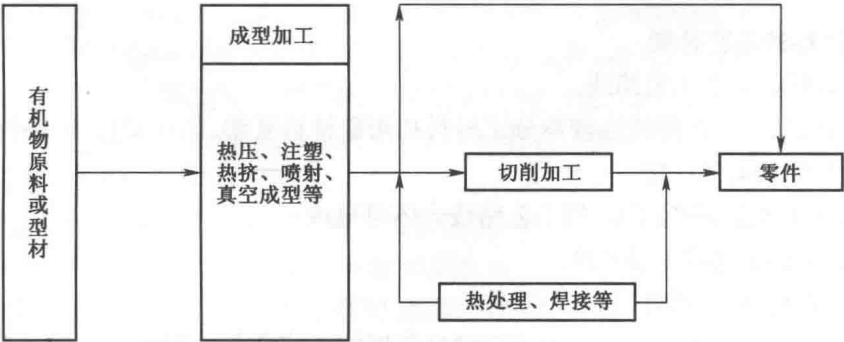 有机物原料或型材
成型加工
热压、注塑、
热挤、喷射、
真空成型等
切削加工
零件
热处理、焊接等